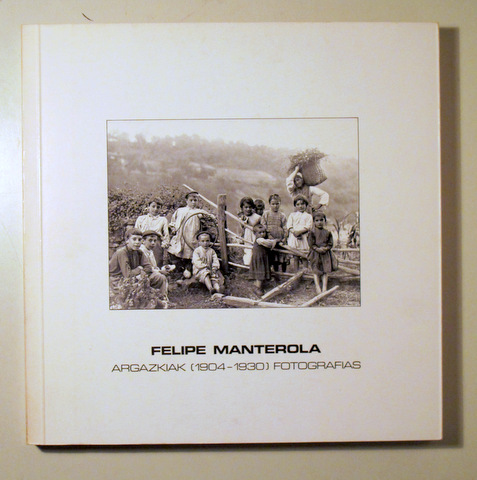 FELIPE MANTEROLA
ARGAZKIAK (1904-1930) FOTOGRAFIAS